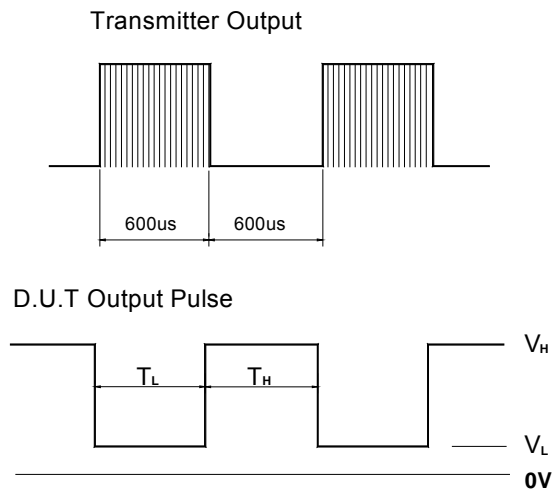 Transmitter Output
600us 600us
D.U.T Output Pulse
VH
TL TH
VL
0V